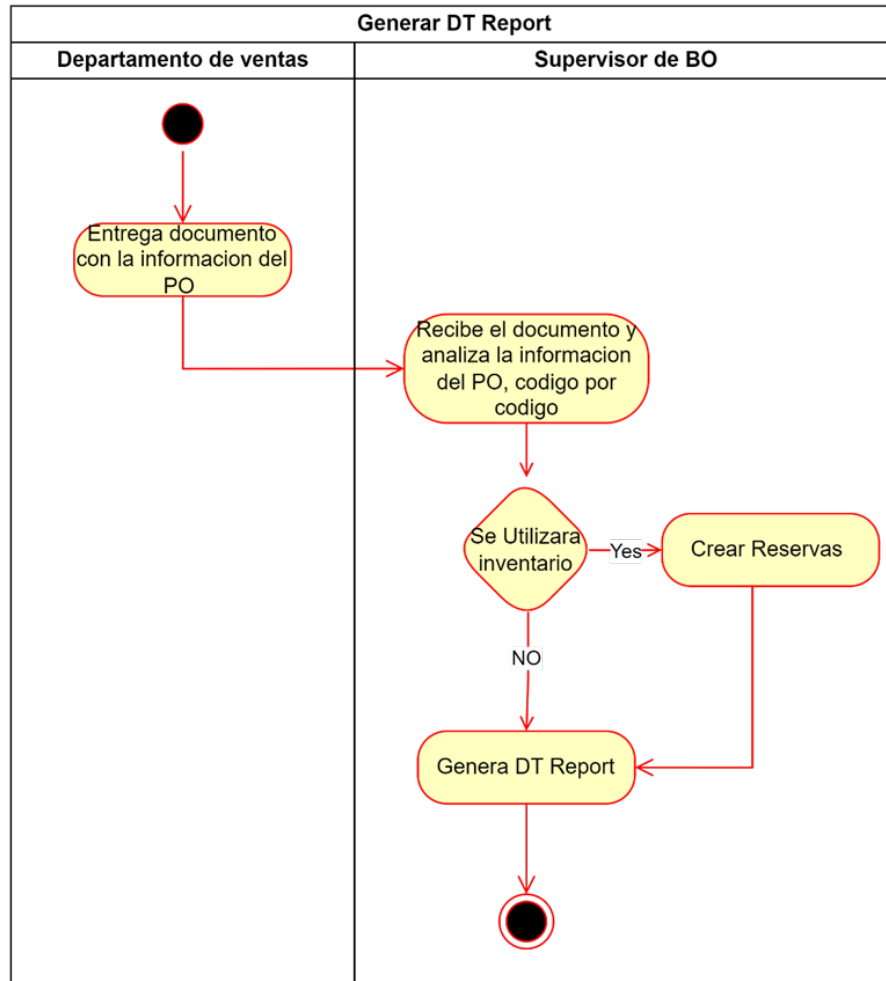 Generar DT Report
Departamento de ventas
Supervisor de BO
Entrega documento
con la informacion del
PO
Recibe el documento y
analiza la informacion
del PO, codigo por
codigo
Se Utilizara
inventario
Yes
Crear Reservas
NO
Genera DT Report